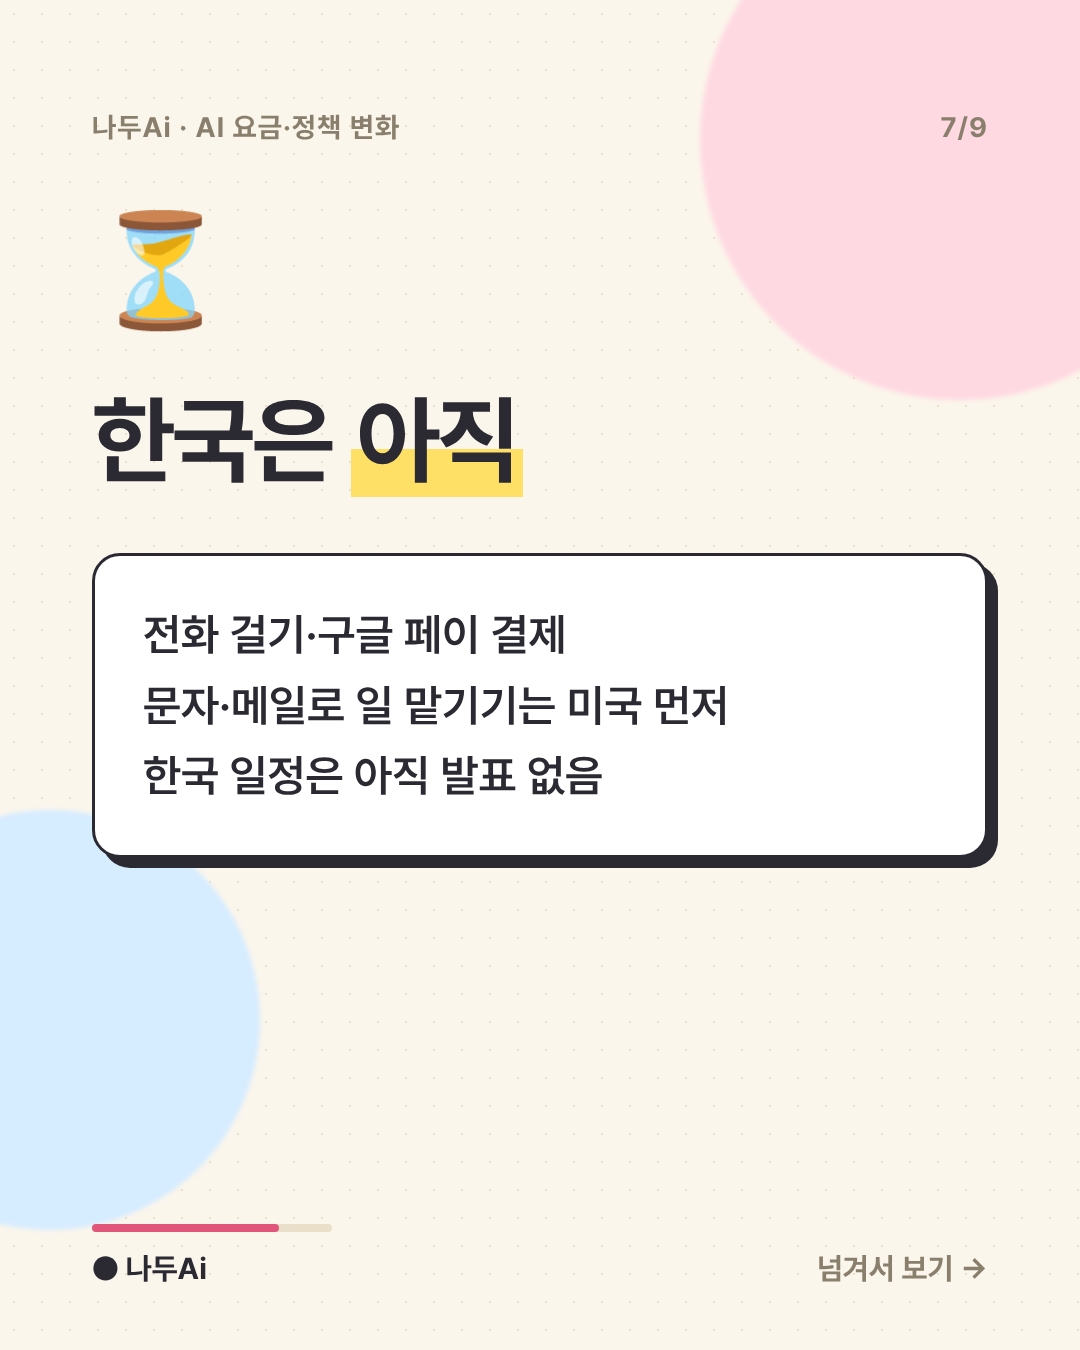 나두Ai · AI 요금·정책 변화
7/9
한국은 아직
전화 걸기·구글 페이 결제
문자·메일로 일 맡기기는 미국 먼저
한국 일정은 아직 발표 없음
나두Ai
넘겨서 보기 →